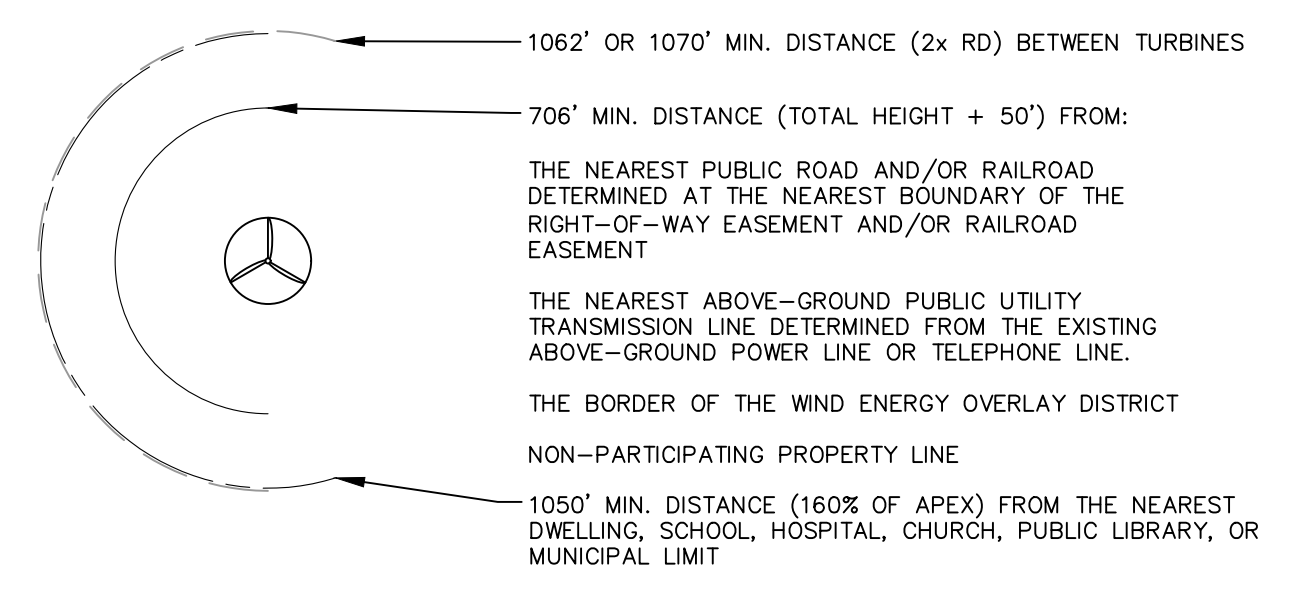 1062' OR 1070' MIN. DISTANCE (2x RD) BETWEEN TURBINES
706' MIN. DISTANCE (TOTAL HEIGHT + 50') FROM:
THE NEAREST PUBLIC ROAD AND/OR RAILROAD
DETERMINED AT THE NEAREST BOUNDARY OF THE
RIGHT-OF-WAY EASEMENT AND/OR RAILROAD
EASEMENT
THE NEAREST ABOVE-GROUND PUBLIC UTILITY
TRANSMISSION LINE DETERMINED FROM THE EXISTING
ABOVE-GROUND POWER LINE OR TELEPHONE LINE.
THE BORDER OF THE WIND ENERGY OVERLAY DISTRICT
NON-PARTICIPATING PROPERTY LINE
1050' MIN. DISTANCE (160% OF APEX) FROM THE NEAREST
DWELLING, SCHOOL, HOSPITAL, CHURCH, PUBLIC LIBRARY, OR
MUNICIPAL LIMIT